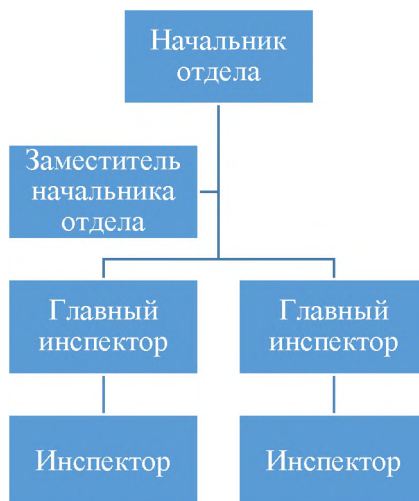 Начальник
отдела
Заместитель
начальника
отдела
Главный
инспектор
Главный
инспектор
Инспектор
Инспектор